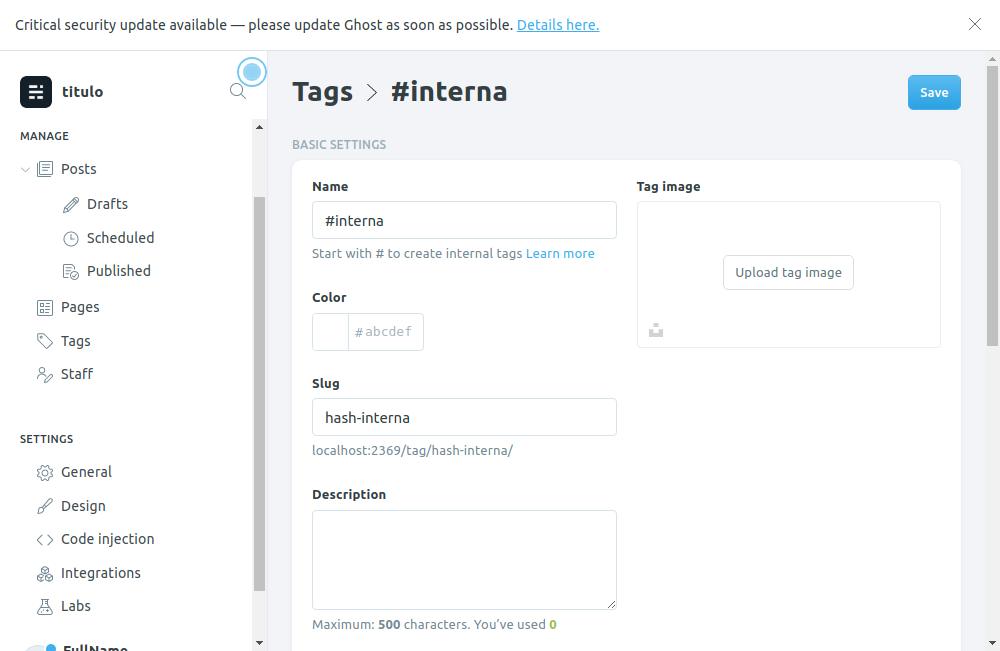 Critical security update available — please update Ghost as soon as possible. Details here.
titulo
MANAGE
Posts
Drafts
Scheduled
Published
Pages
Tags
Staff
SETTINGS
General
Design
Code injection
Integrations
Labs
FullName
Tags > #interna
Save
BASIC SETTINGS
Name
#interna
Start with # to create internal tags Learn more
Color
# abcdef
Slug
hash-interna
localhost:2369/tag/hash-interna/
Description
Maximum: 500 characters. You’ve used 0
Tag image
Upload tag image